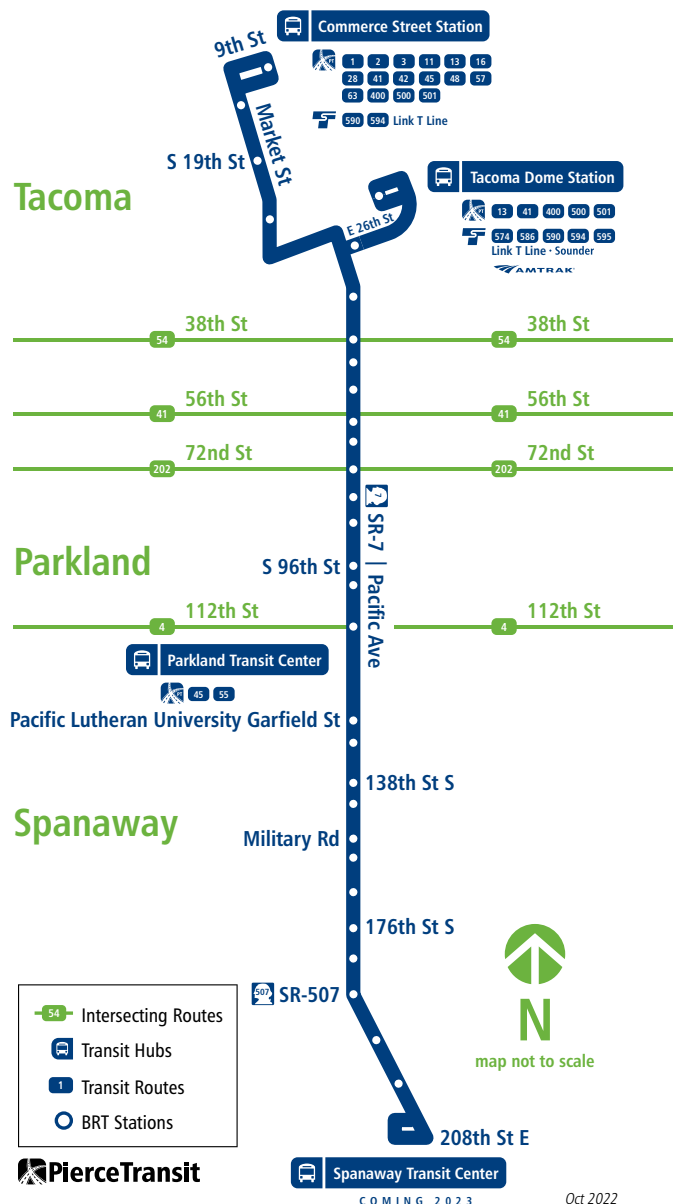 9th St
Commerce Street Station
PT
1 2 3 11 13 16
28 41 42 45 48 57
63 400 500 501
590 594 Link T Line
Market St
S 19th St
Tacoma
Tacoma Dome Station
PT
13 41 400 500 501
574 586 590 594 595
Link T Line · Sounder
AMTRAK
E 26th St
38th St
38th St
54
54
56th St
56th St
41
41
72nd St
72nd St
202
202
7
SR-7 | Pacific Ave
Parkland
S 96th St
112th St
112th St
4
4
Parkland Transit Center
PT
45 55
Pacific Lutheran University Garfield St
138th St S
Spanaway
Military Rd
176th St S
507 SR-507
N
map not to scale
54 Intersecting Routes
Transit Hubs
1 Transit Routes
BRT Stations
208th St E
PierceTransit
Spanaway Transit Center
COMING 2023
Oct 2022